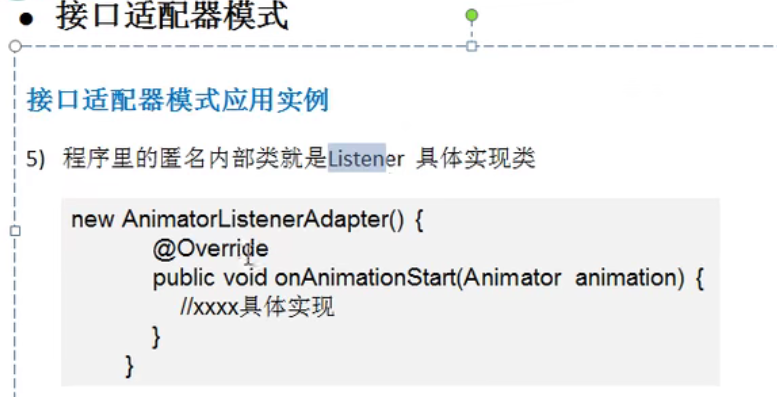 ● 接口适配器模式
接口适配器模式应用实例
5) 程序里的匿名内部类就是Listener 具体实现类
new AnimatorListenerAdapter() {
@Override
public void onAnimationStart(Animator animation) {
//xxxx具体实现
}
}